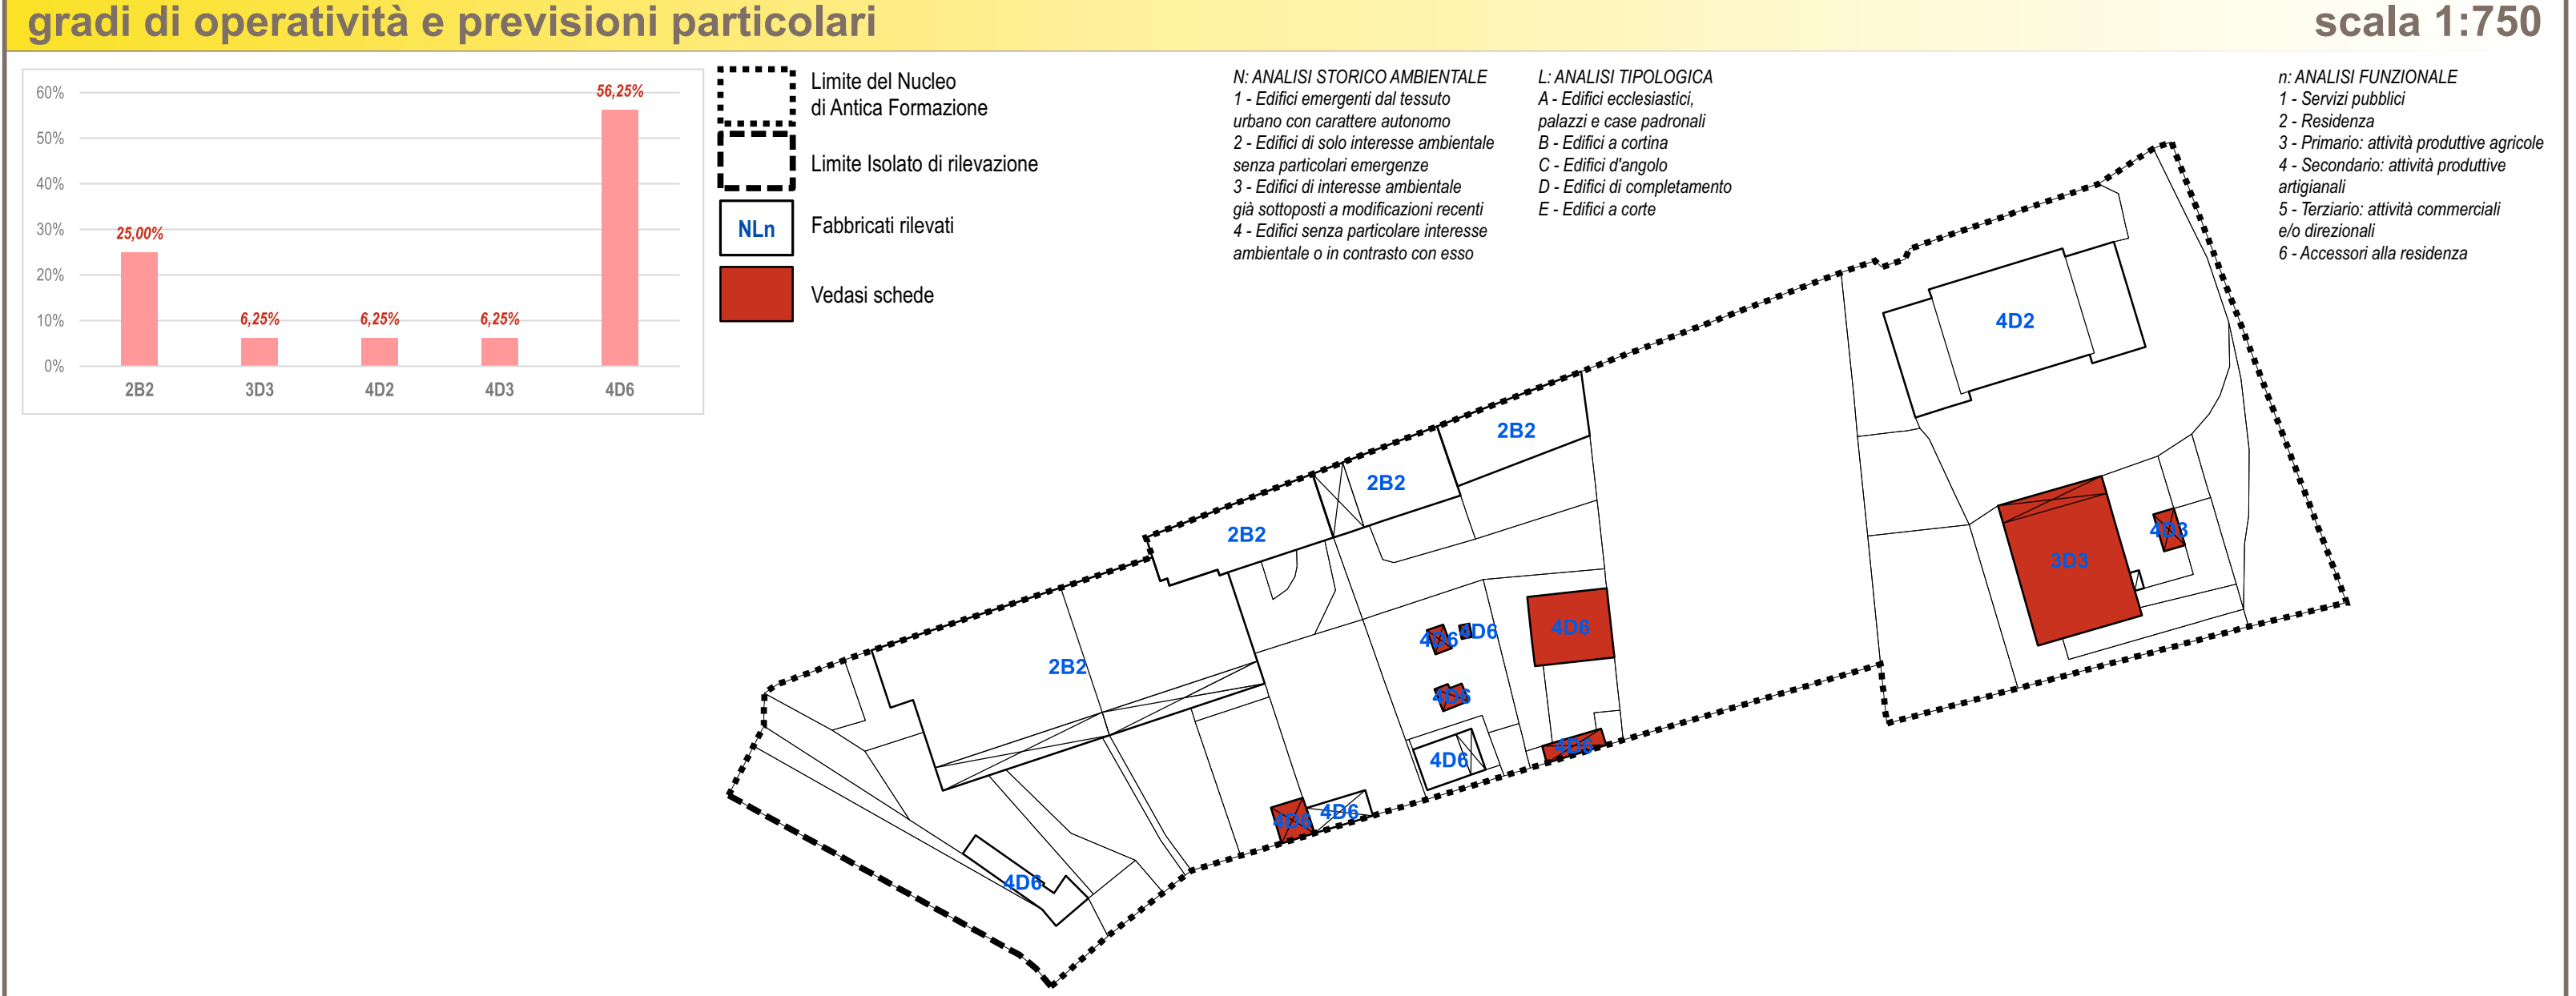 gradi di operatività e previsioni particolari
scala 1:750
60%
50%
40%
30%
20%
10%
0%
25,00%
6,25%
6,25%
6,25%
56,25%
2B2
3D3
4D2
4D3
4D6
Limite del Nucleo
di Antica Formazione
Limite Isolato di rilevazione
NLn
Fabbricati rilevati
Vedasi schede
N: ANALISI STORICO AMBIENTALE
1 - Edifici emergenti dal tessuto
urbano con carattere autonomo
2 - Edifici di solo interesse ambientale
senza particolari emergenze
3 - Edifici di interesse ambientale
già sottoposti a modificazioni recenti
4 - Edifici senza particolare interesse
ambientale o in contrasto con esso
L: ANALISI TIPOLOGICA
A - Edifici ecclesiastici,
palazzi e case padronali
B - Edifici a cortina
C - Edifici d'angolo
D - Edifici di completamento
E - Edifici a corte
n: ANALISI FUNZIONALE
1 - Servizi pubblici
2 - Residenza
3 - Primario: attività produttive agricole
4 - Secondario: attività produttive
artigianali
5 - Terziario: attività commerciali
e/o direzionali
6 - Accessori alla residenza
4D2
2B2
2B2
2B2
4D3
3D3
4D6
4D6
4D6
2B2
4D6
4D6
4D6
4D6
4D6
4D6